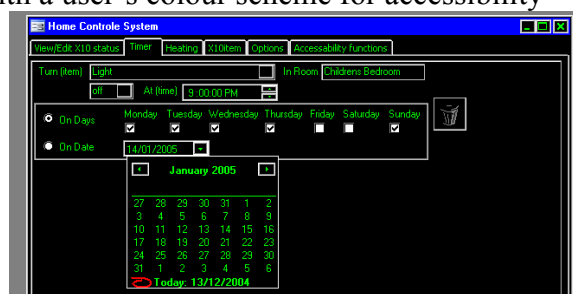 th a user's colour scheme for accessibility
Home Controle System
View/Edit X10 status Timer Heating X10item Options Accessability functions
Turn (item) Light In Room Childrens Bedroom
off At (time) 9:00:00 PM
On Days Monday Tuesday Wednesday Thursday Friday Saturday Sunday
On Date 14/01/2005
January 2005
27 28 29 30 31 1 2
3 4 5 6 7 8 9
10 11 12 13 14 15 16
17 18 19 20 21 22 23
24 25 26 27 28 29 30
31 1 2 3 4 5 6
Today: 13/12/2004